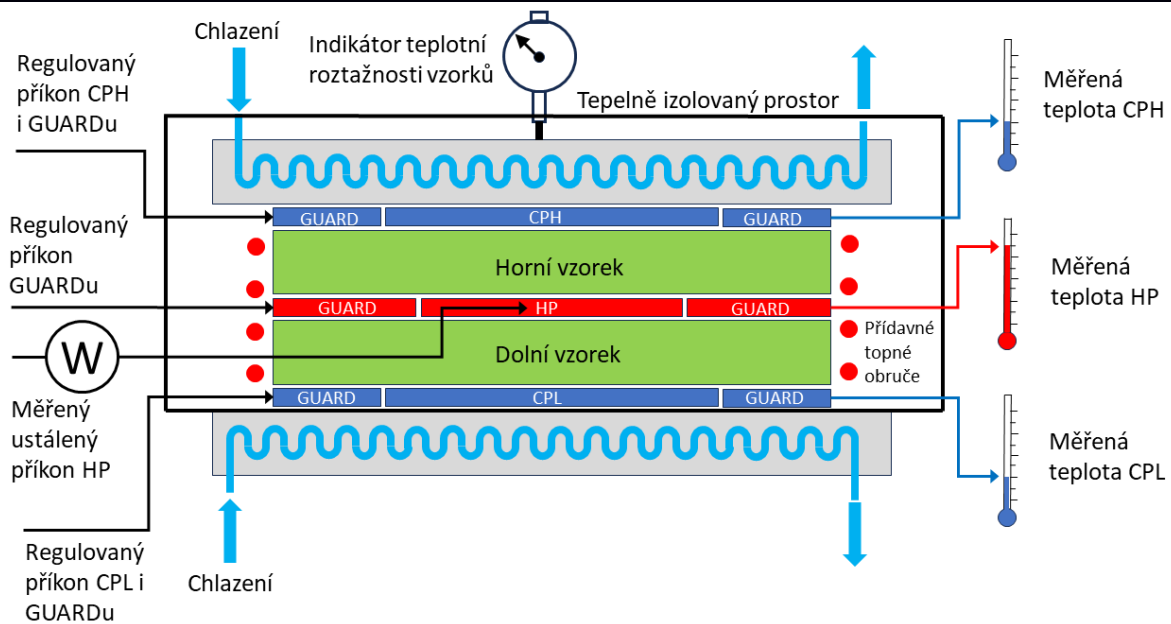 Chlazení
Indikátor teplotní
roztažnosti vzorků
Regulovaný
příkon CPH
i GUARDu
Tepelně izolovaný prostor
Měřená
teplota CPH
GUARD
CPH
GUARD
Regulovaný
příkon
GUARDu
Horní vzorek
Měřená
teplota HP
GUARD
HP
GUARD
W
Dolní vzorek
Přídavné
topné
obruče
GUARD
CPL
GUARD
Měřený
ustálený
příkon HP
Měřená
teplota CPL
Regulovaný
příkon CPL i
GUARDu
Chlazení